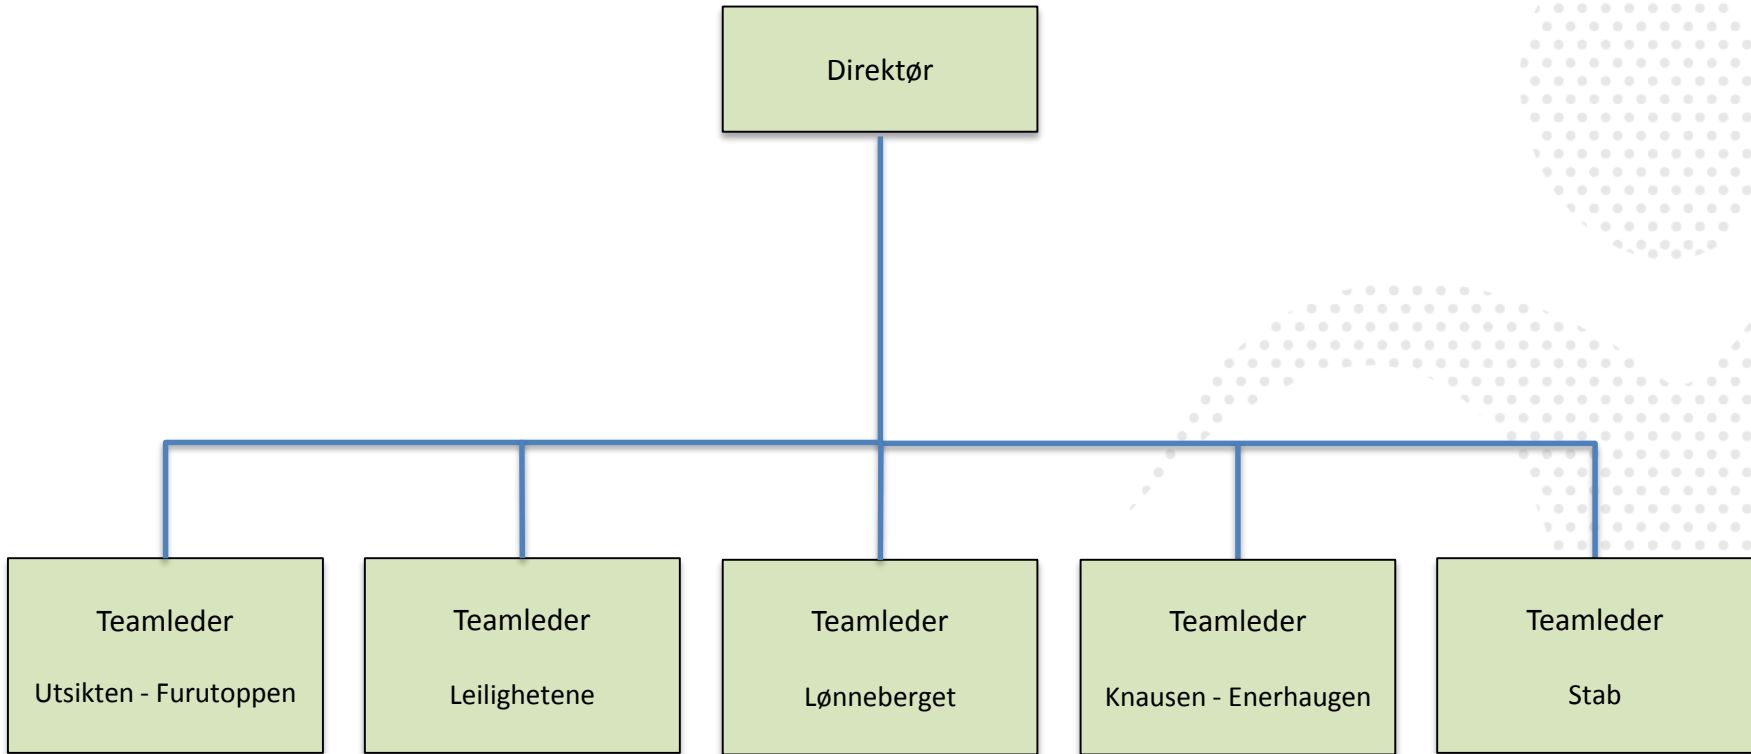 Direktør
Teamleder
Utsikten - Furutoppen
Teamleder
Leilighetene
Teamleder
Lønneberget
Teamleder
Knausen - Enerhaugen
Teamleder
Stab